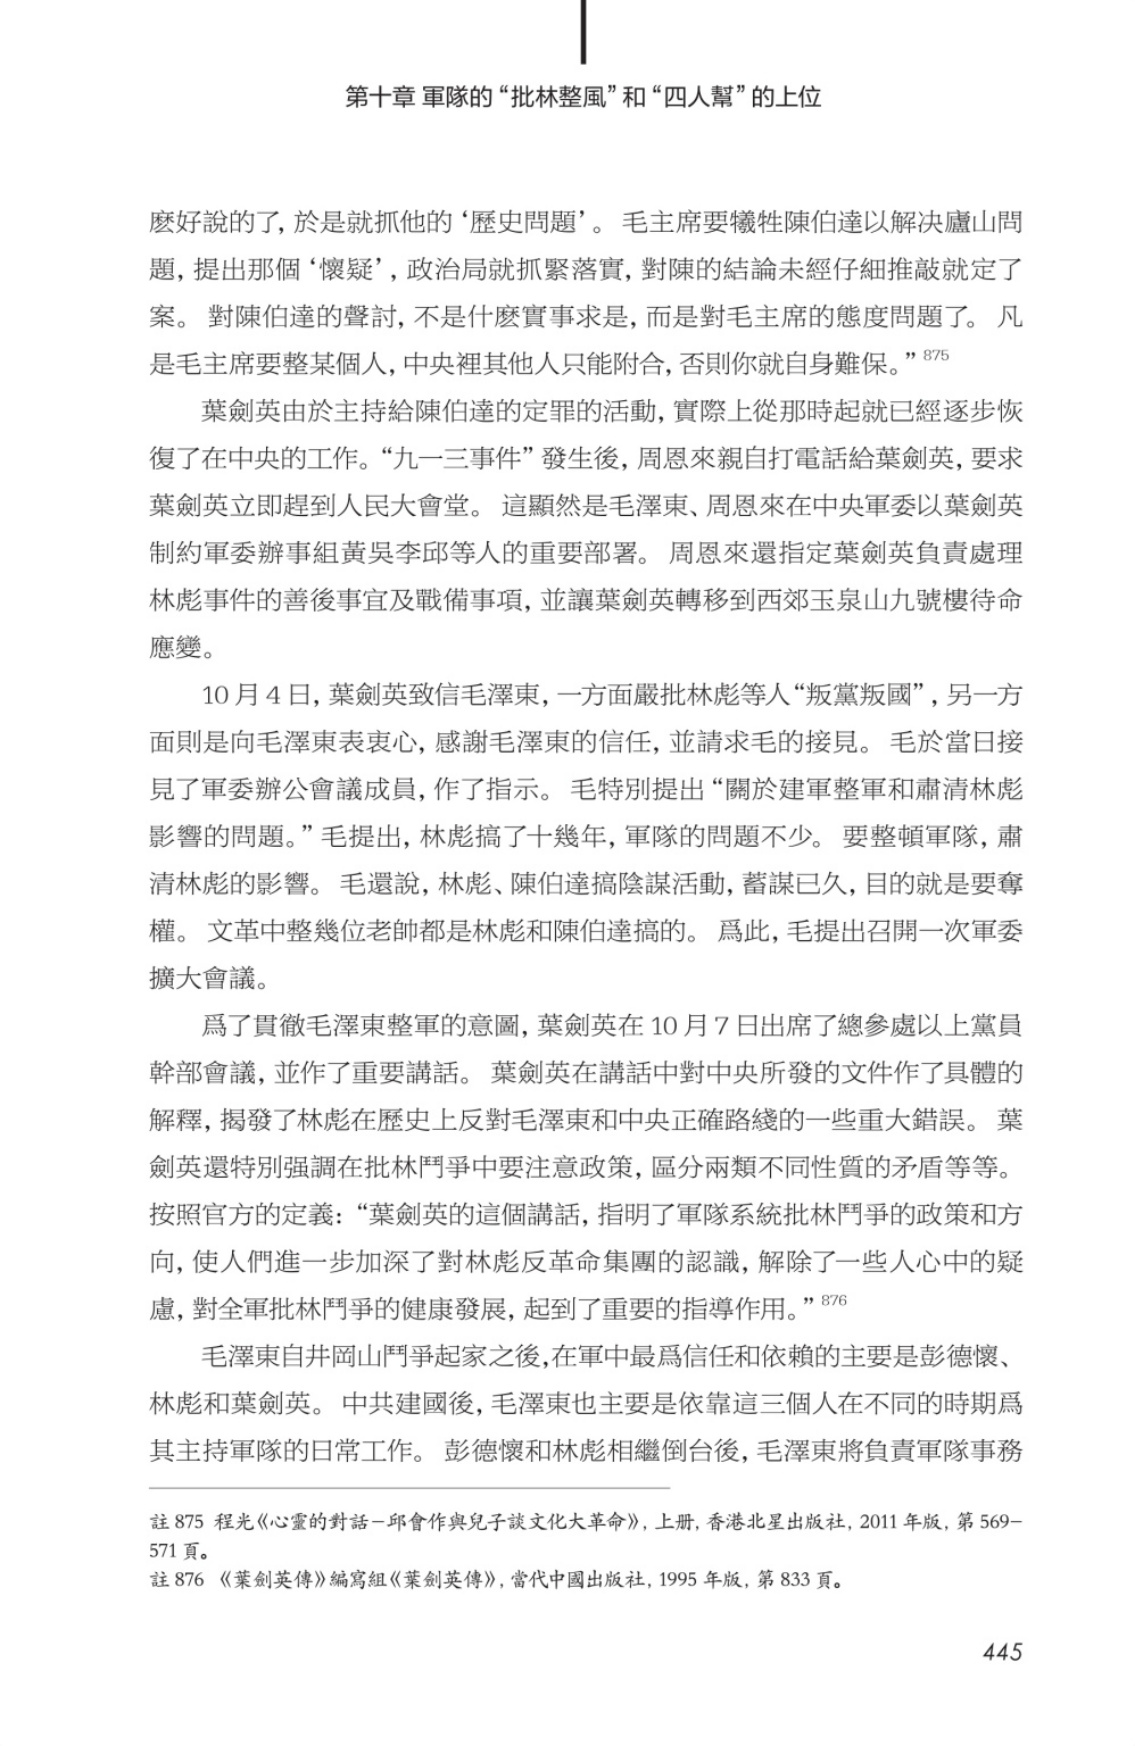 第十章 軍隊的“批林整風”和“四人幫”的上位
麽好說的了, 於是就抓他的‘歷史問題’。 毛主席要犧牲陳伯達以解决廬山問
題, 提出那個‘懷疑’, 政治局就抓緊落實, 對陳的結論未經仔細推敲就定了
案。 對陳伯達的聲討, 不是什麽實事求是, 而是對毛主席的態度問題了。 凡
是毛主席要整某個人, 中央裡其他人只能附合, 否則你就自身難保。” 875
葉劍英由於主持給陳伯達的定罪的活動, 實際上從那時起就已經逐步恢
復了在中央的工作。“九一三事件” 發生後, 周恩來親自打電話給葉劍英, 要求
葉劍英立即趕到人民大會堂。 這顯然是毛澤東、周恩來在中央軍委以葉劍英
制約軍委辦事組黃吳李邱等人的重要部署。 周恩來還指定葉劍英負責處理
林彪事件的善後事宜及戰備事項, 並讓葉劍英轉移到西郊玉泉山九號樓待命
應變。
10 月 4 日, 葉劍英致信毛澤東, 一方面嚴批林彪等人“叛黨叛國”, 另一方
面則是向毛澤東表衷心, 感謝毛澤東的信任, 並請求毛的接見。 毛於當日接
見了軍委辦公會議成員, 作了指示。 毛特別提出“關於建軍整軍和肅清林彪
影響的問題。” 毛提出, 林彪搞了十幾年, 軍隊的問題不少。 要整頓軍隊, 肅
清林彪的影響。 毛還說, 林彪、陳伯達搞陰謀活動, 蓄謀已久, 目的就是要奪
權。 文革中整幾位老帥都是林彪和陳伯達搞的。 爲此, 毛提出召開一次軍委
擴大會議。
爲了貫徹毛澤東整軍的意圖, 葉劍英在 10 月 7 日出席了總參處以上黨員
幹部會議, 並作了重要講話。 葉劍英在講話中對中央所發的文件作了具體的
解釋, 揭發了林彪在歷史上反對毛澤東和中央正確路綫的一些重大錯誤。 葉
劍英還特別强調在批林鬥爭中要注意政策, 區分兩類不同性質的矛盾等等。
按照官方的定義: “葉劍英的這個講話, 指明了軍隊系統批林鬥爭的政策和方
向, 使人們進一步加深了對林彪反革命集團的認識, 解除了一些人心中的疑
慮, 對全軍批林鬥爭的健康發展, 起到了重要的指導作用。” 876
毛澤東自井岡山鬥爭起家之後,在軍中最爲信任和依賴的主要是彭德懷、
林彪和葉劍英。 中共建國後, 毛澤東也主要是依靠這三個人在不同的時期爲
其主持軍隊的日常工作。 彭德懷和林彪相繼倒台後, 毛澤東將負責軍隊事務
註 875 程光《心靈的對話－邱會作與兒子談文化大革命》, 上册, 香港北星出版社, 2011 年版, 第 569–
571 頁。
註 876 《葉劍英傳》編寫組《葉劍英傳》, 當代中國出版社, 1995 年版, 第 833 頁。
445